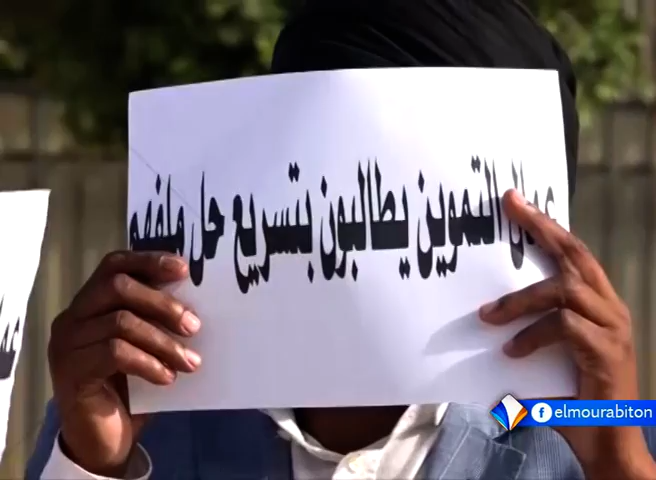 عمال التموين يطالبون بتسريع حل ملفهم
elmourabiton